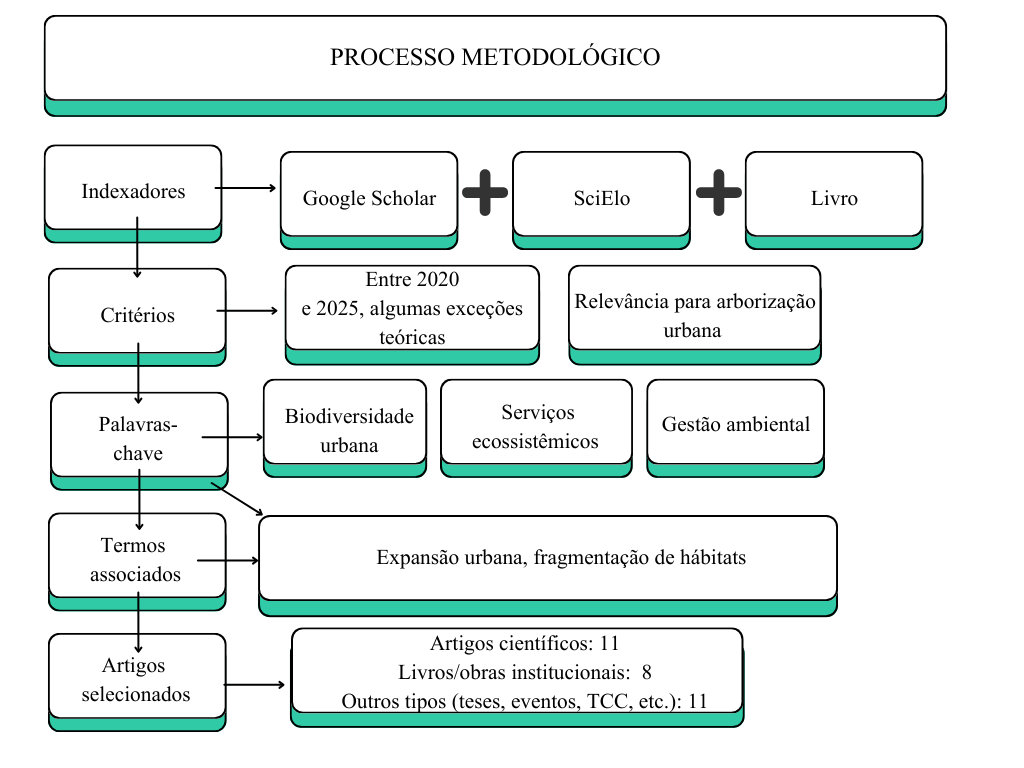 PROCESSO METODOLÓGICO
Indexadores
Google Scholar
SciElo
Livro
Critérios
Entre 2020
e 2025, algumas exceções
teóricas
Relevância para arborização
urbana
Palavras-
chave
Biodiversidade
urbana
Serviços
ecossistêmicos
Gestão ambiental
Termos
associados
Expansão urbana, fragmentação de hábitats
Artigos
selecionados
Artigos científicos: 11
Livros/obras institucionais:  8
Outros tipos (teses, eventos, TCC, etc.): 11